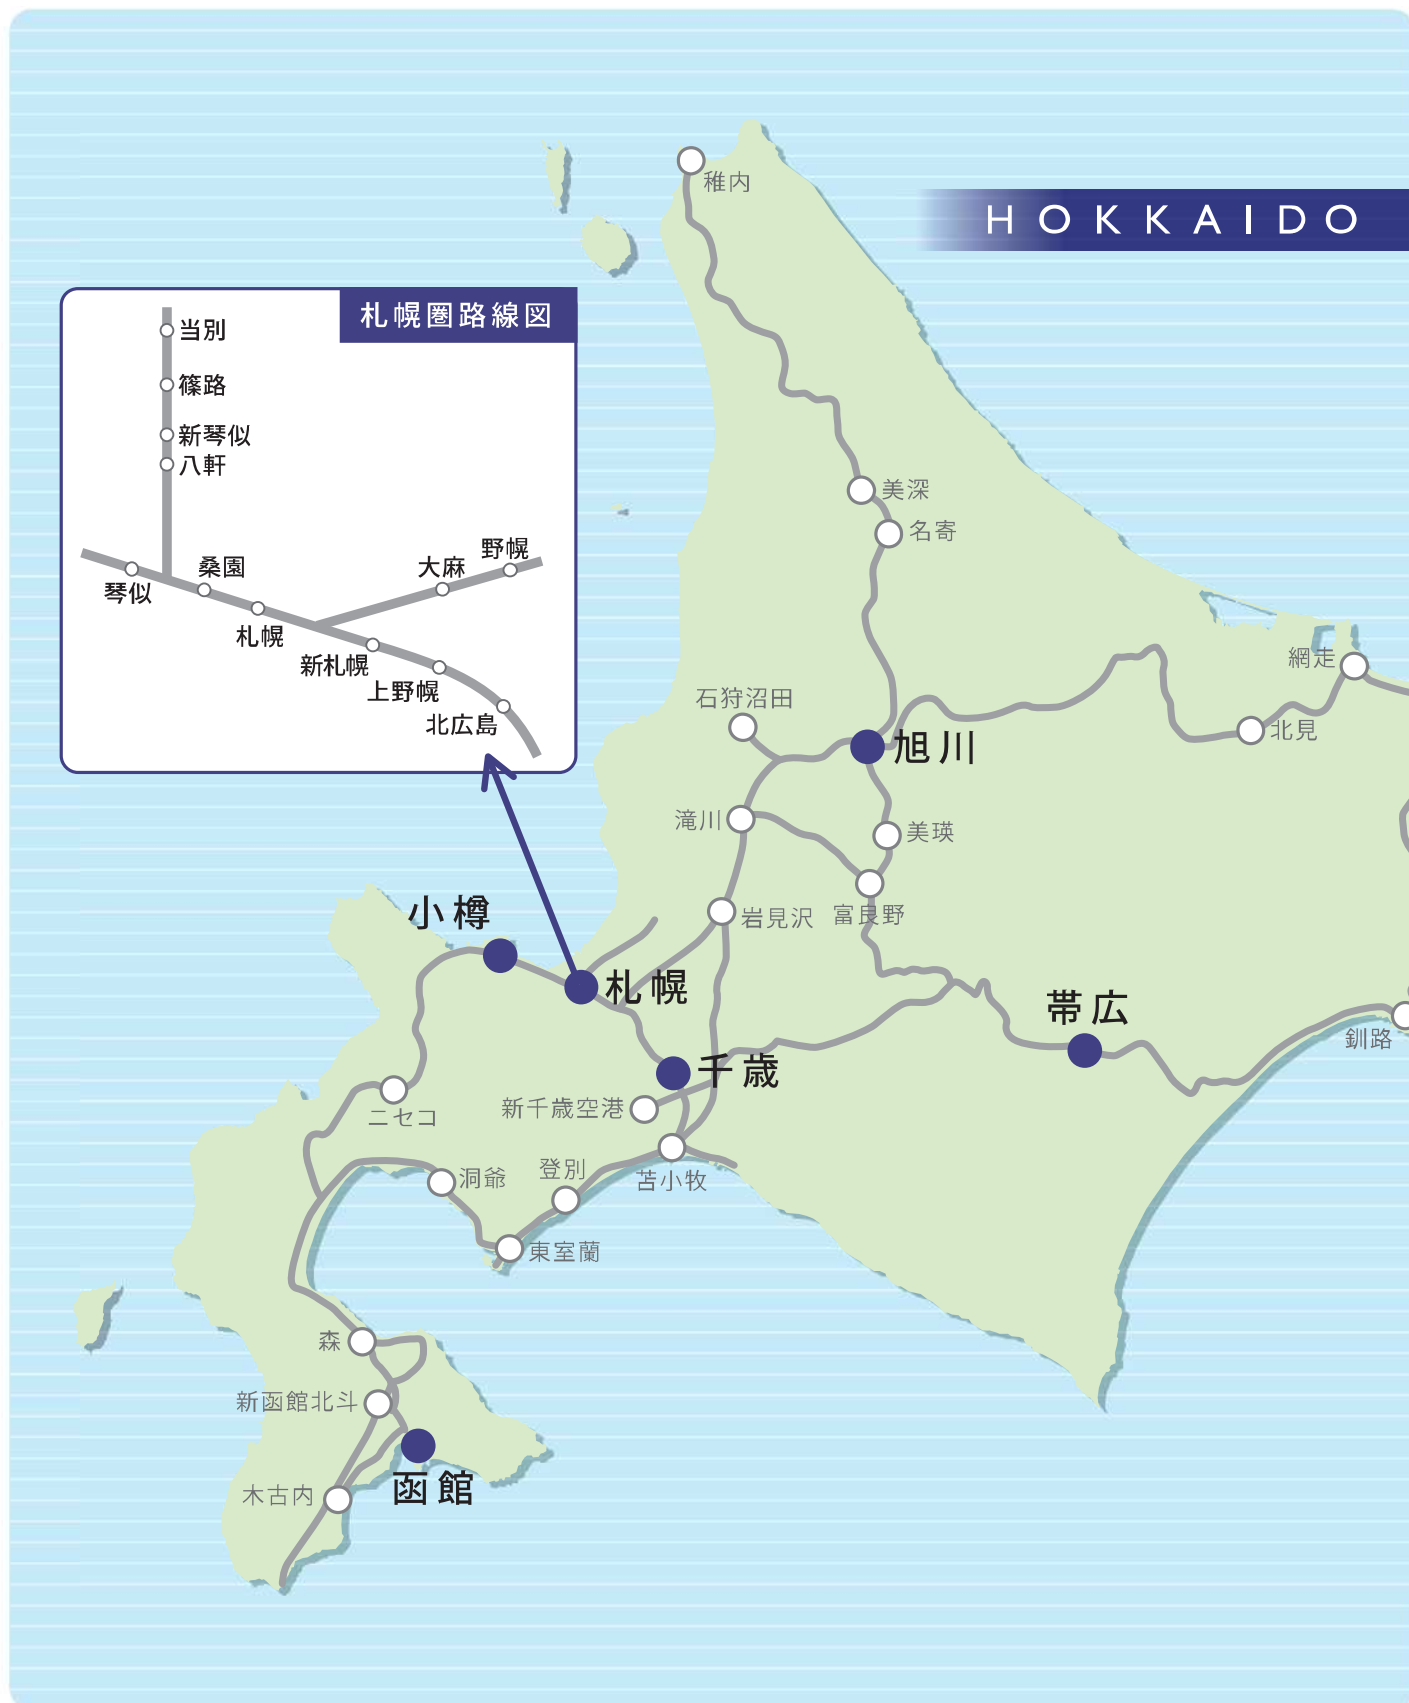 稚内
HOKKAIDO
札幌圏路線図
当別
篠路
新琴似
八軒
琴似
桑園
札幌
大麻
野幌
新札幌
上野幌
北広島
美深
名寄
網走
石狩沼田
北見
旭川
滝川
美瑛
小樽
岩見沢
富良野
札幌
帯広
釧路
千歳
新千歳空港
ニセコ
洞爺
登別
苫小牧
東室蘭
森
新函館北斗
函館
木古内